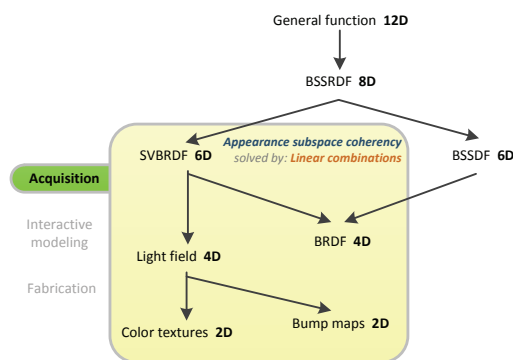 General function 12D
BSSRDF 8D
Appearance subspace coherency
SVBRDF 6D
solved by: Linear combinations
BSSDF 6D
Acquisition
Interactive
modeling
BRDF 4D
Light field 4D
Fabrication
Color textures 2D
Bump maps 2D